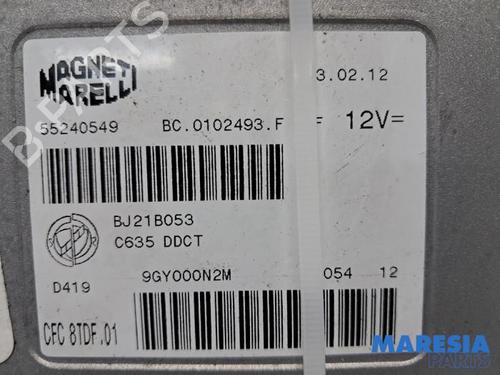 MAGNETI
MARELLI
3.02.12
55240549 BC.0102493.F F 12V=
BJ21B053
C635 DDCT
D419 9GY000N2M 054 12
CFC 8TDF.01
MARESIA
PARTS